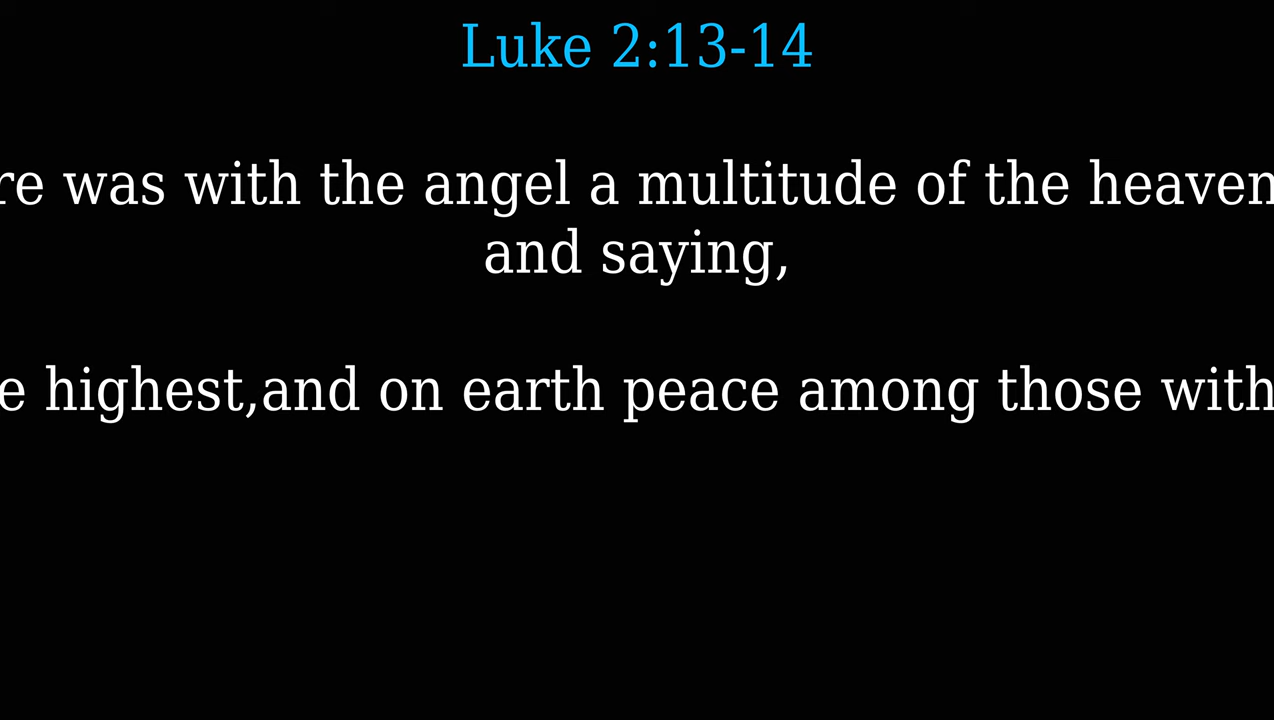 Luke 2:13-14
re was with the angel a multitude of the heaven
and saying,
e highest,and on earth peace among those with